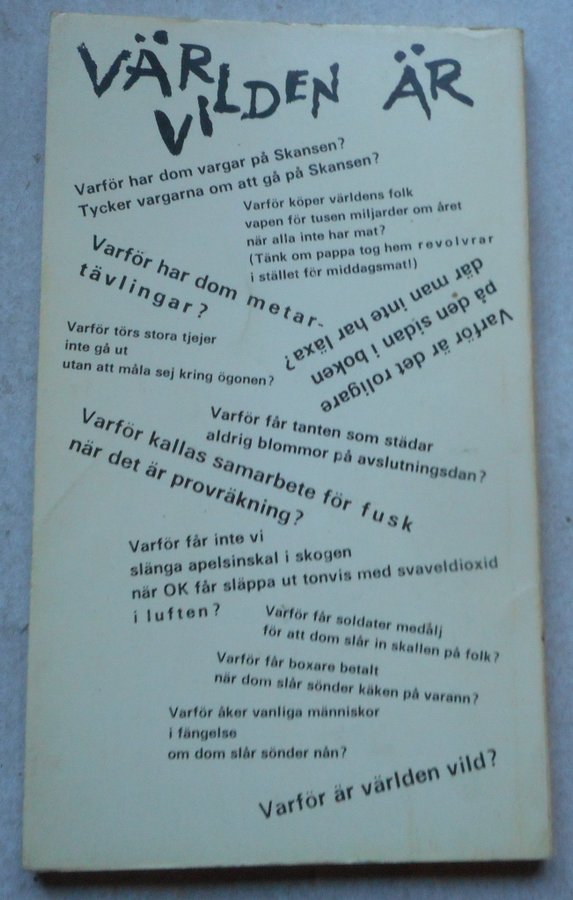 VÄRLDEN ÄR
VILD
Varför har dom vargar på Skansen?
Tycker vargarna om att gå på Skansen?
Varför köper världens folk
vapen för tusen miljarder om året
när alla inte har mat?
(Tänk om pappa tog hem revolvrar
i stället för middagsmat!)
Varför har dom metar-
tävlingar?
Varför är det roligare
på den sidan i boken
där man inte har läxa?
Varför törs stora tjejer
inte gå ut
utan att måla sej kring ögonen?
Varför får tanten som städar
aldrig blommor på avslutningsdan?
Varför kallas samarbete för fusk
när det är provräkning?
Varför får inte vi
slänga apelsinskal i skogen
när OK får släppa ut tonvis med svaveldioxid
i luften?
Varför får soldater medalj
för att dom slår in skallen på folk?
Varför får boxare betalt
när dom slår sönder käken på varann?
Varför åker vanliga människor
i fängelse
om dom slår sönder nån?
Varför är världen vild?